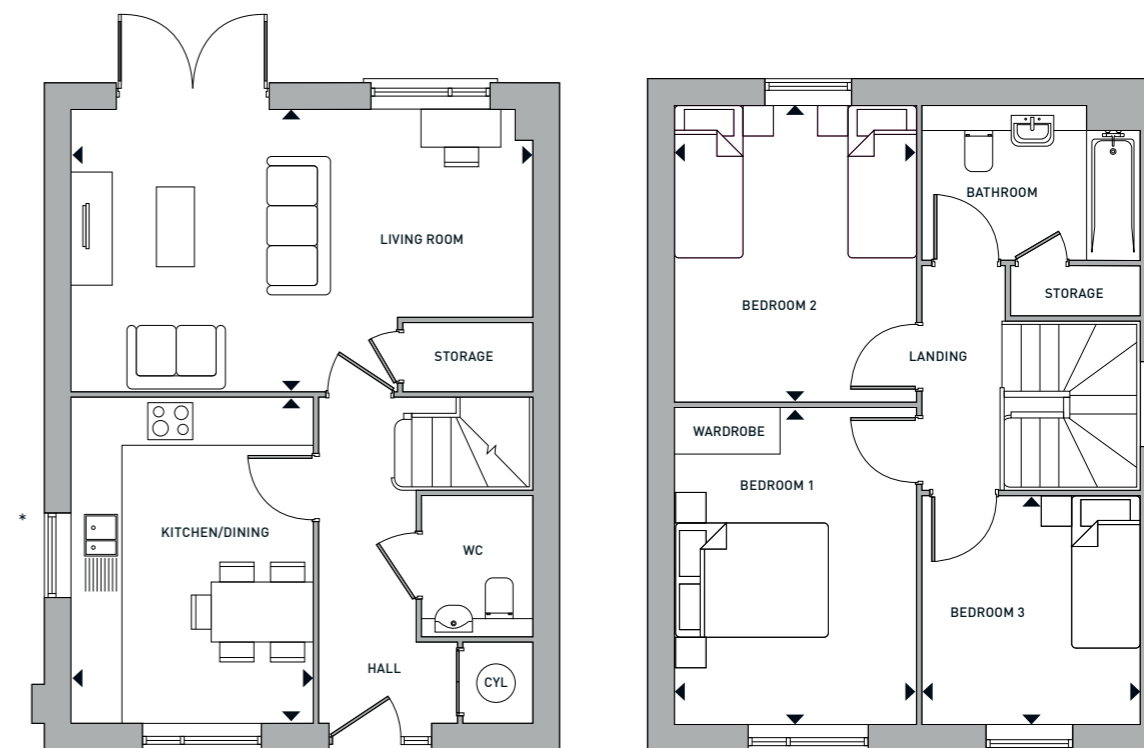 LIVING ROOM
STORAGE
*
KITCHEN/DINING
WC
HALL
CYL
BATHROOM
STORAGE
BEDROOM 2
LANDING
WARDROBE
BEDROOM 1
BEDROOM 3